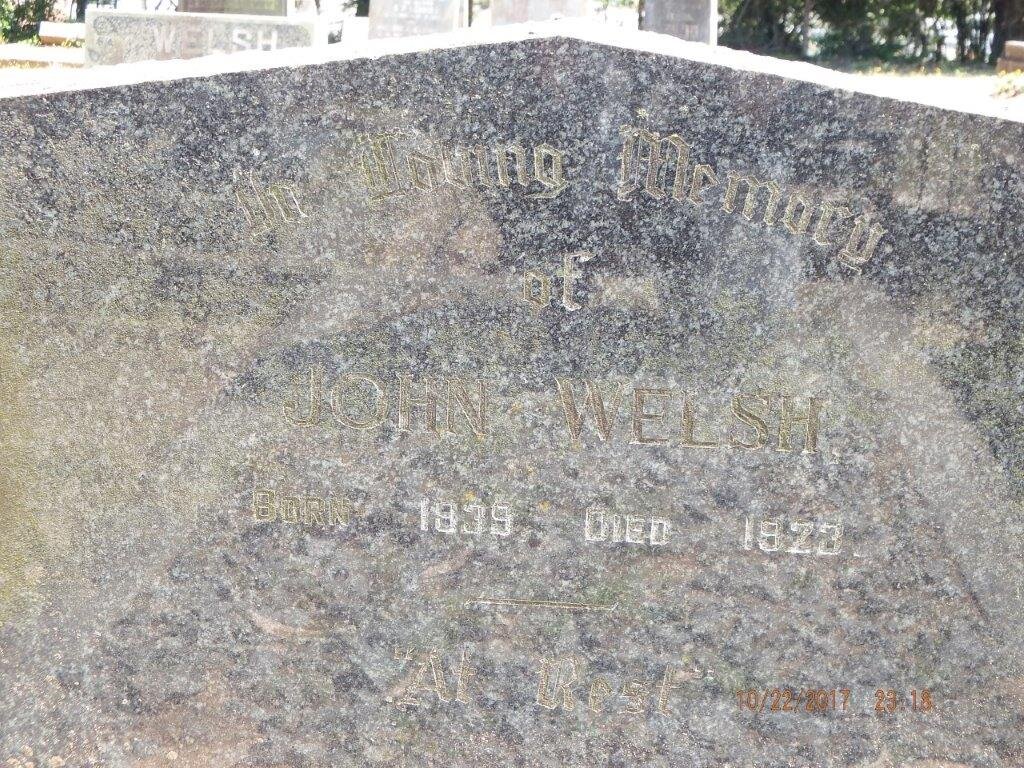 WELSH
In Loving Memory
of
JOHN WELSH.
BORN 1839 DIED 1923.
"At Rest"
10/22/2017 23:18